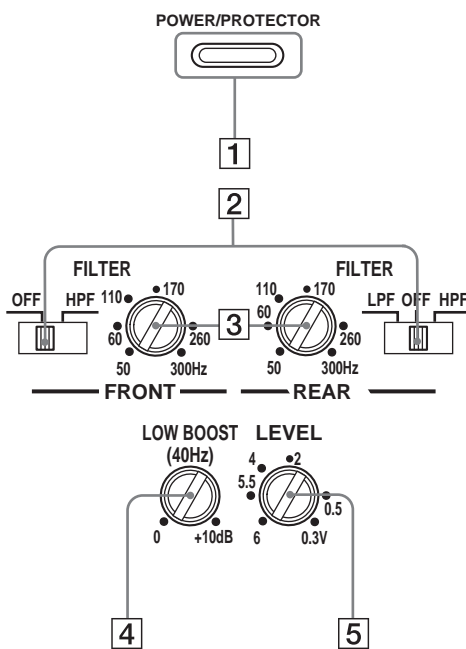 POWER/PROTECTOR
1
2
FILTER FILTER
OFF HPF 110 170 110 170 LPF OFF HPF
60 260 3 60 260
50 300Hz 50 300Hz
FRONT REAR
LOW BOOST LEVEL
(40Hz) 4 2
5.5 0.5
0 +10dB 6 0.3V
4 5